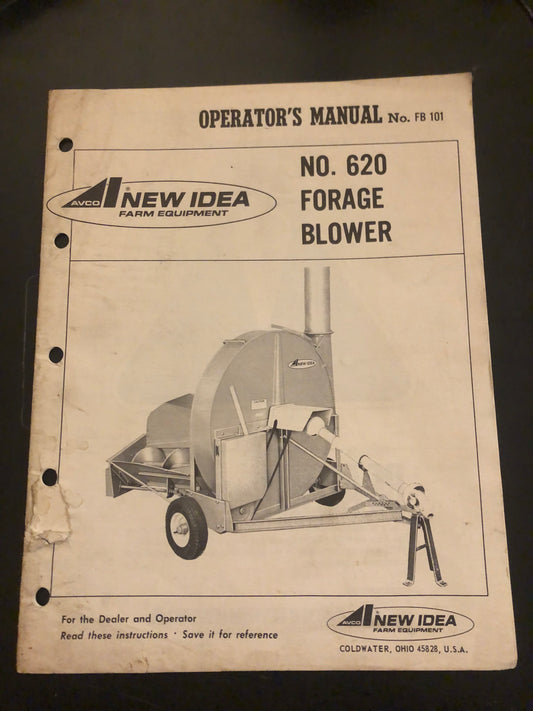 OPERATOR'S MANUAL No. FB 101
AVCO NEW IDEA ®
FARM EQUIPMENT
NO. 620
FORAGE
BLOWER
NEW IDEA
For the Dealer and Operator
Read these instructions · Save it for reference
AVCO NEW IDEA ®
FARM EQUIPMENT
COLDWATER, OHIO 45828, U.S.A.